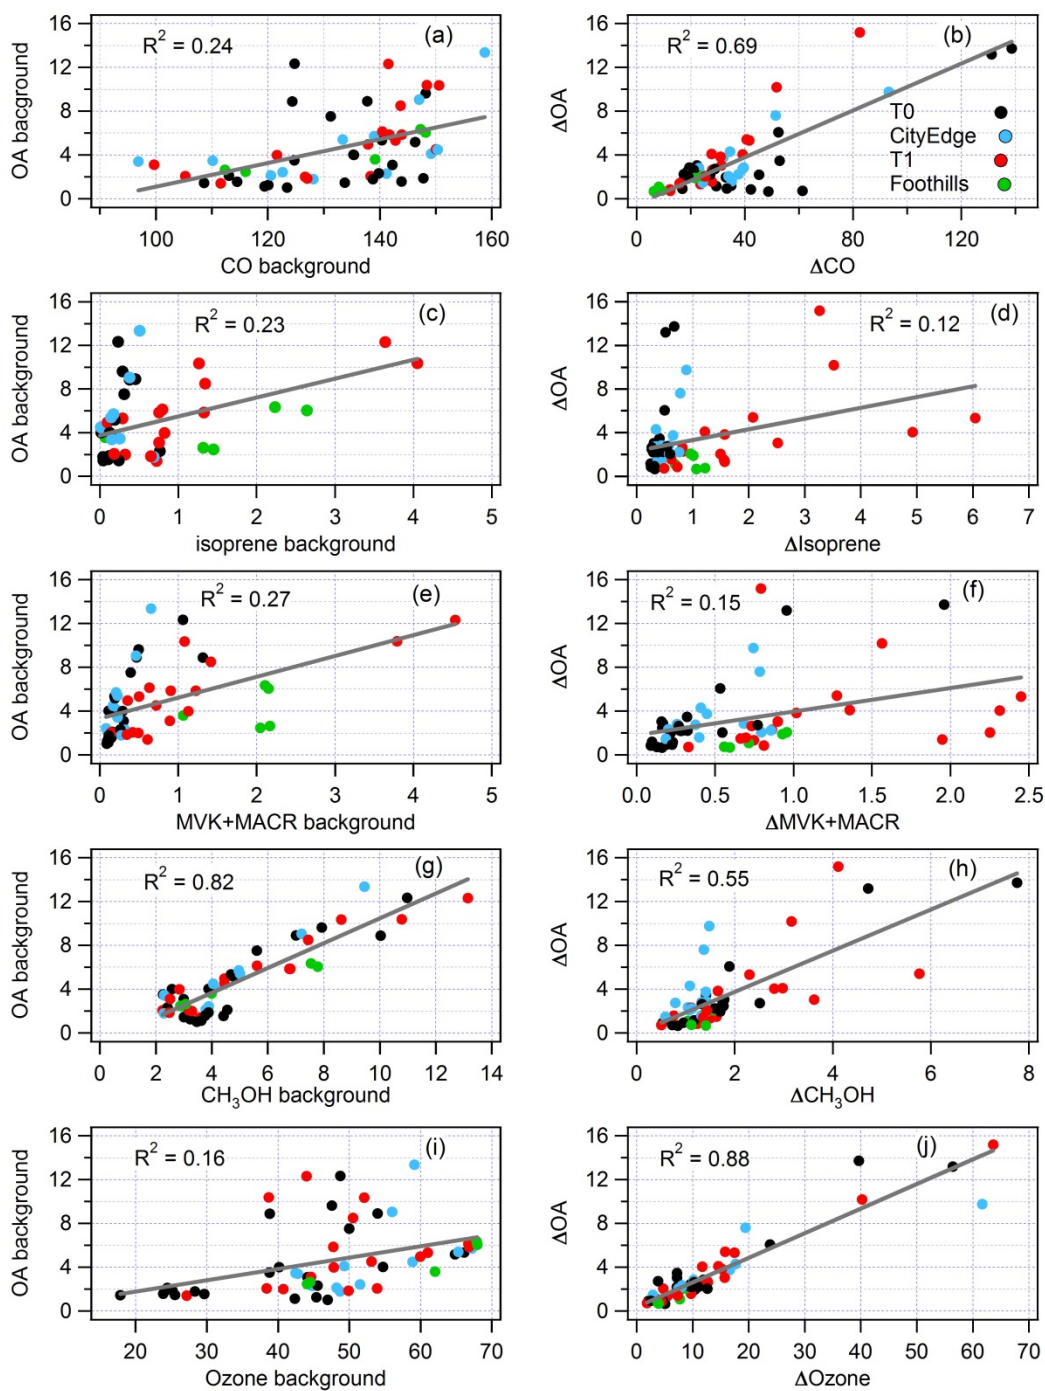 (a)
R² = 0.24
OA bacground
16
12
8
4
0
100
120
140
160
CO background
(b)
R² = 0.69
ΔOA
16
12
8
4
0
T0
CityEdge
T1
Foothills
0
40
80
120
ΔCO
(c)
R² = 0.23
OA background
16
12
8
4
0
0
1
2
3
4
5
isoprene background
(d)
R² = 0.12
ΔOA
16
12
8
4
0
0
1
2
3
4
5
6
7
ΔIsoprene
(e)
R² = 0.27
OA background
16
12
8
4
0
0
1
2
3
4
5
MVK+MACR background
(f)
R² = 0.15
ΔOA
16
12
8
4
0
0.0
0.5
1.0
1.5
2.0
2.5
ΔMVK+MACR
(g)
R² = 0.82
OA background
16
12
8
4
0
0
2
4
6
8
10
12
14
CH₃OH background
(h)
R² = 0.55
ΔOA
16
12
8
4
0
0
2
4
6
8
ΔCH₃OH
(i)
R² = 0.16
OA background
16
12
8
4
0
20
30
40
50
60
70
Ozone background
(j)
R² = 0.88
ΔOA
16
12
8
4
0
0
10
20
30
40
50
60
70
ΔOzone